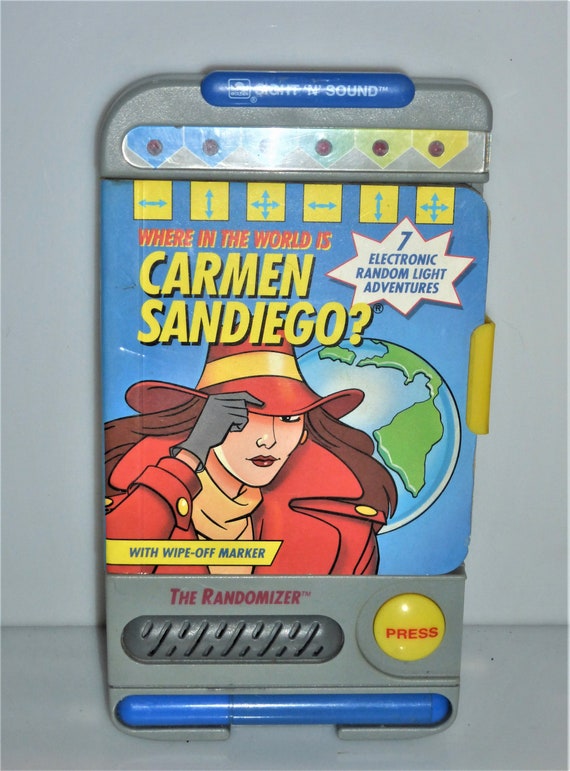 GOLDEN
® SIGHT 'N' SOUND™
WHERE IN THE WORLD IS
CARMEN
SANDIEGO?®
7
ELECTRONIC
RANDOM LIGHT
ADVENTURES
WITH WIPE-OFF MARKER
THE RANDOMIZER™
PRESS